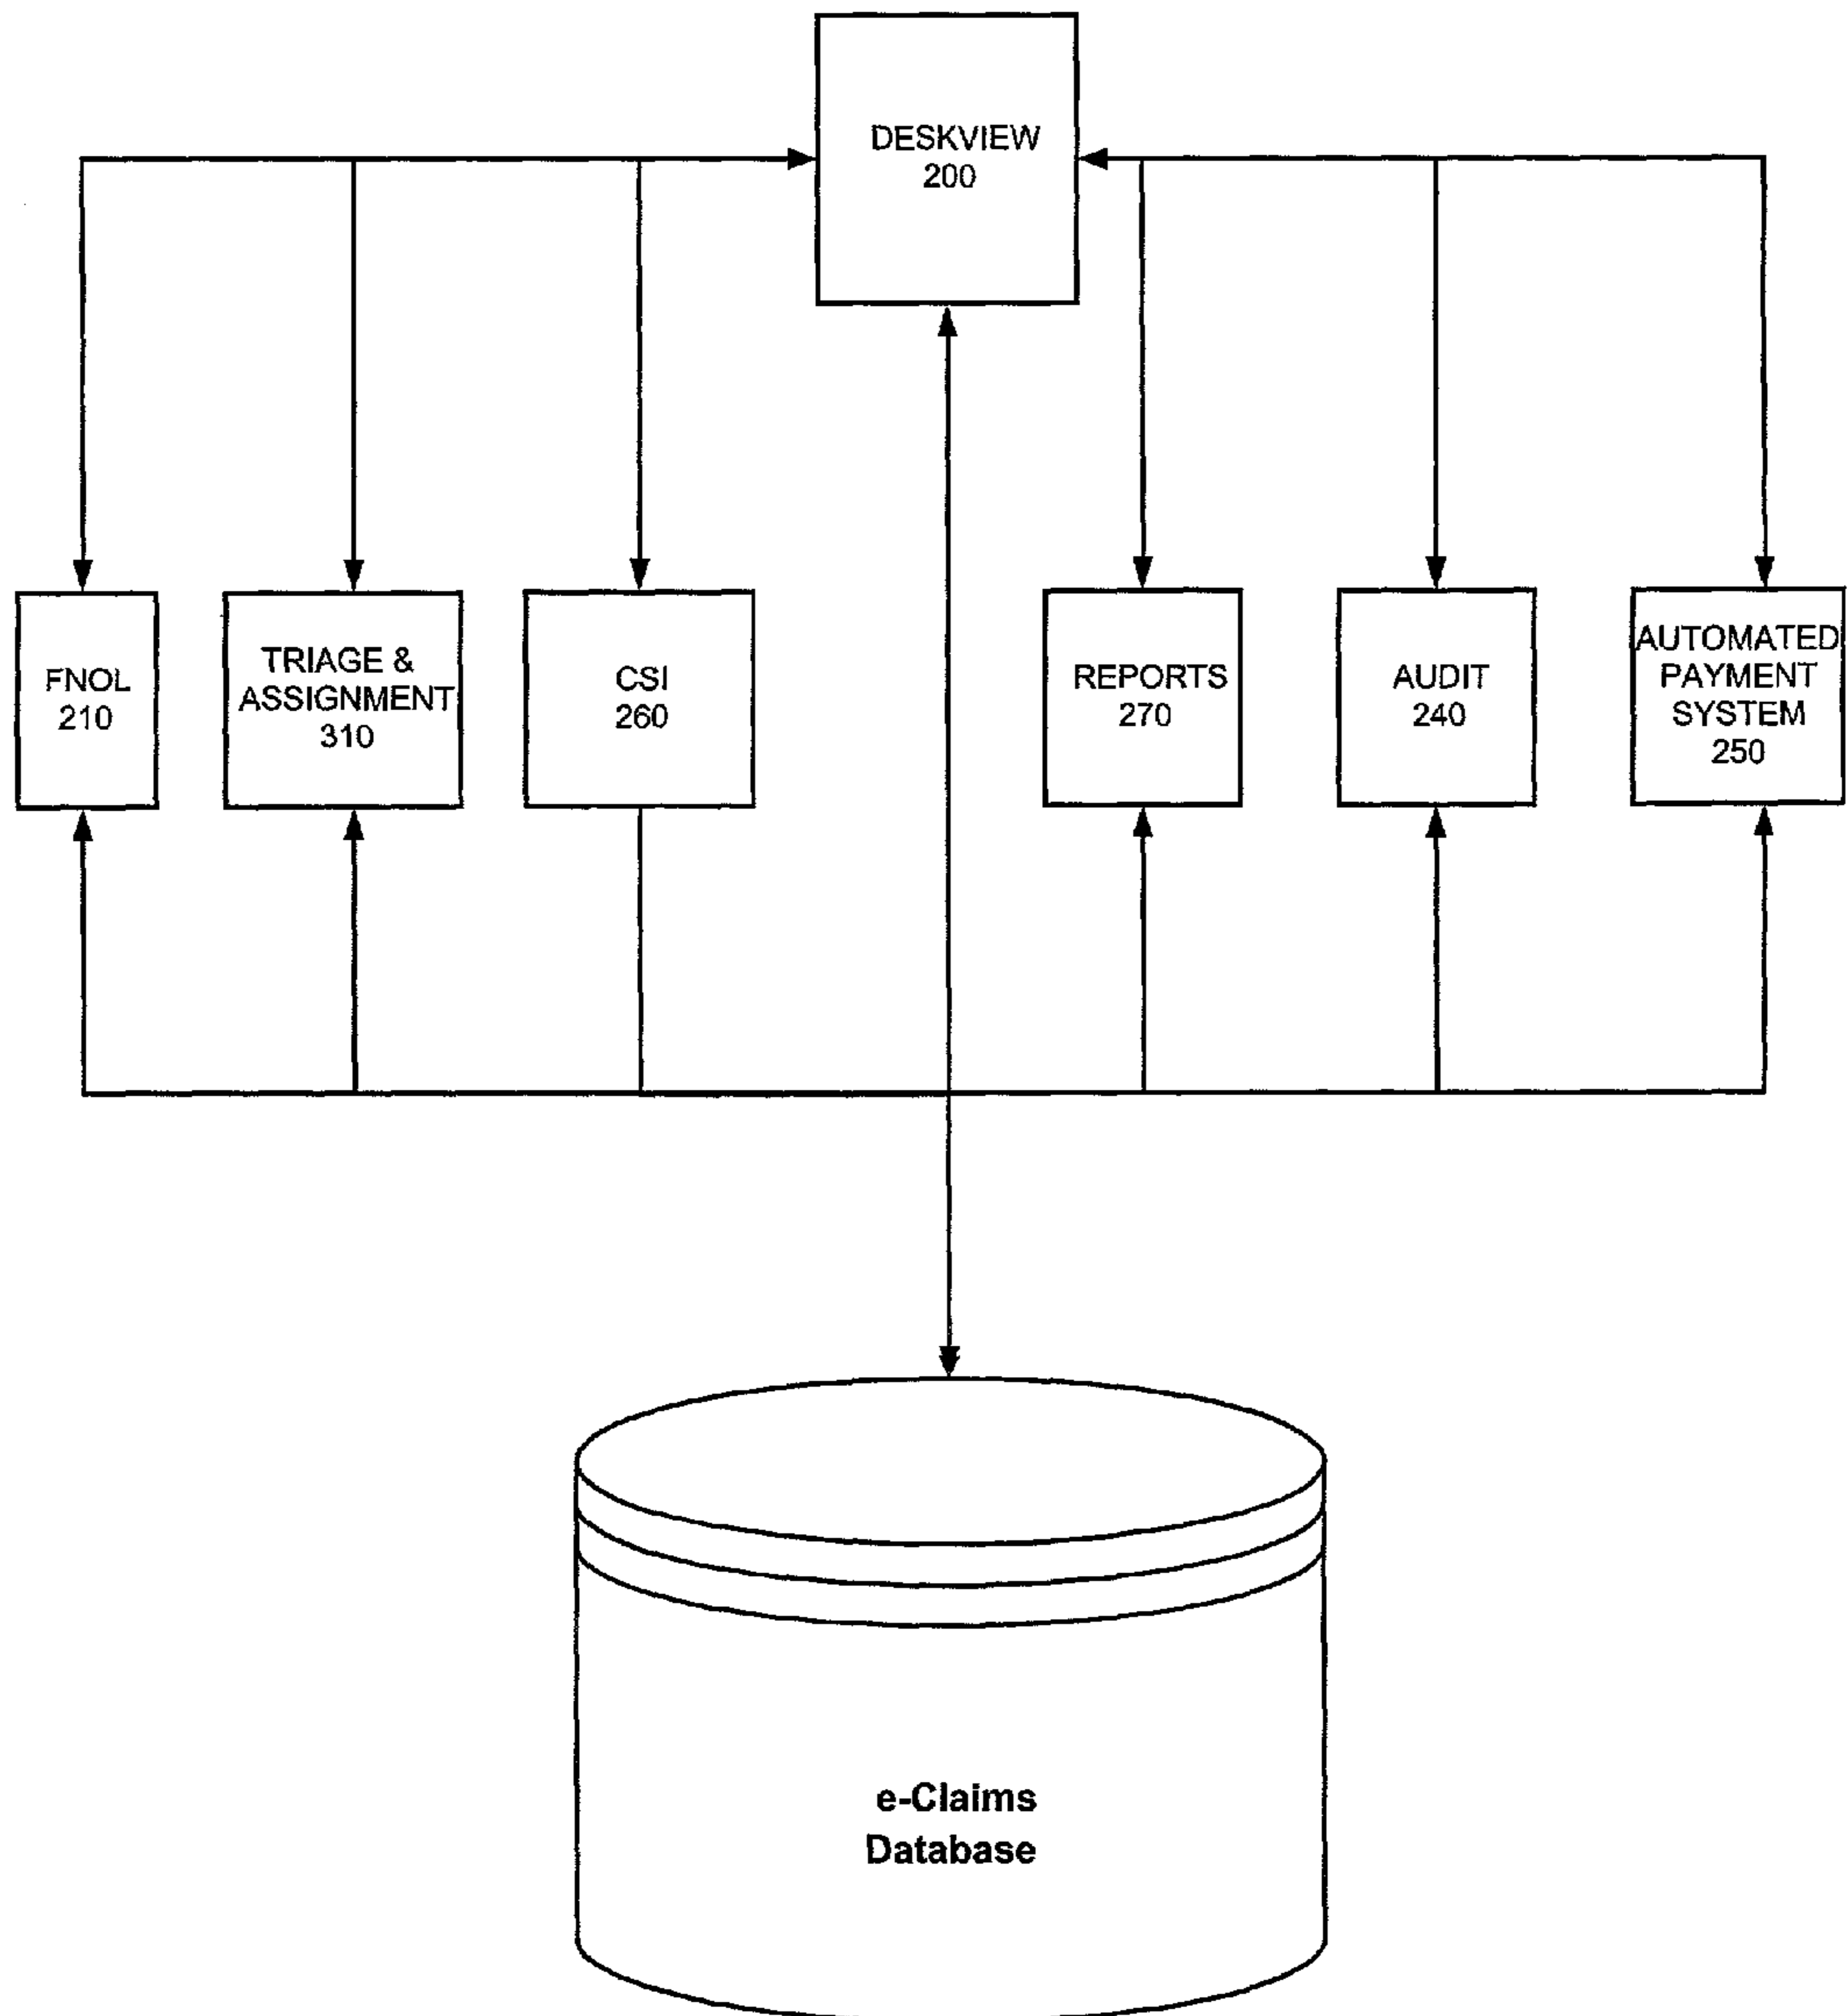 DESKVIEW
200
FNOL
210
TRIAGE &
ASSIGNMENT
310
CSI
260
REPORTS
270
AUDIT
240
AUTOMATED
PAYMENT
SYSTEM
250
e-Claims
Database